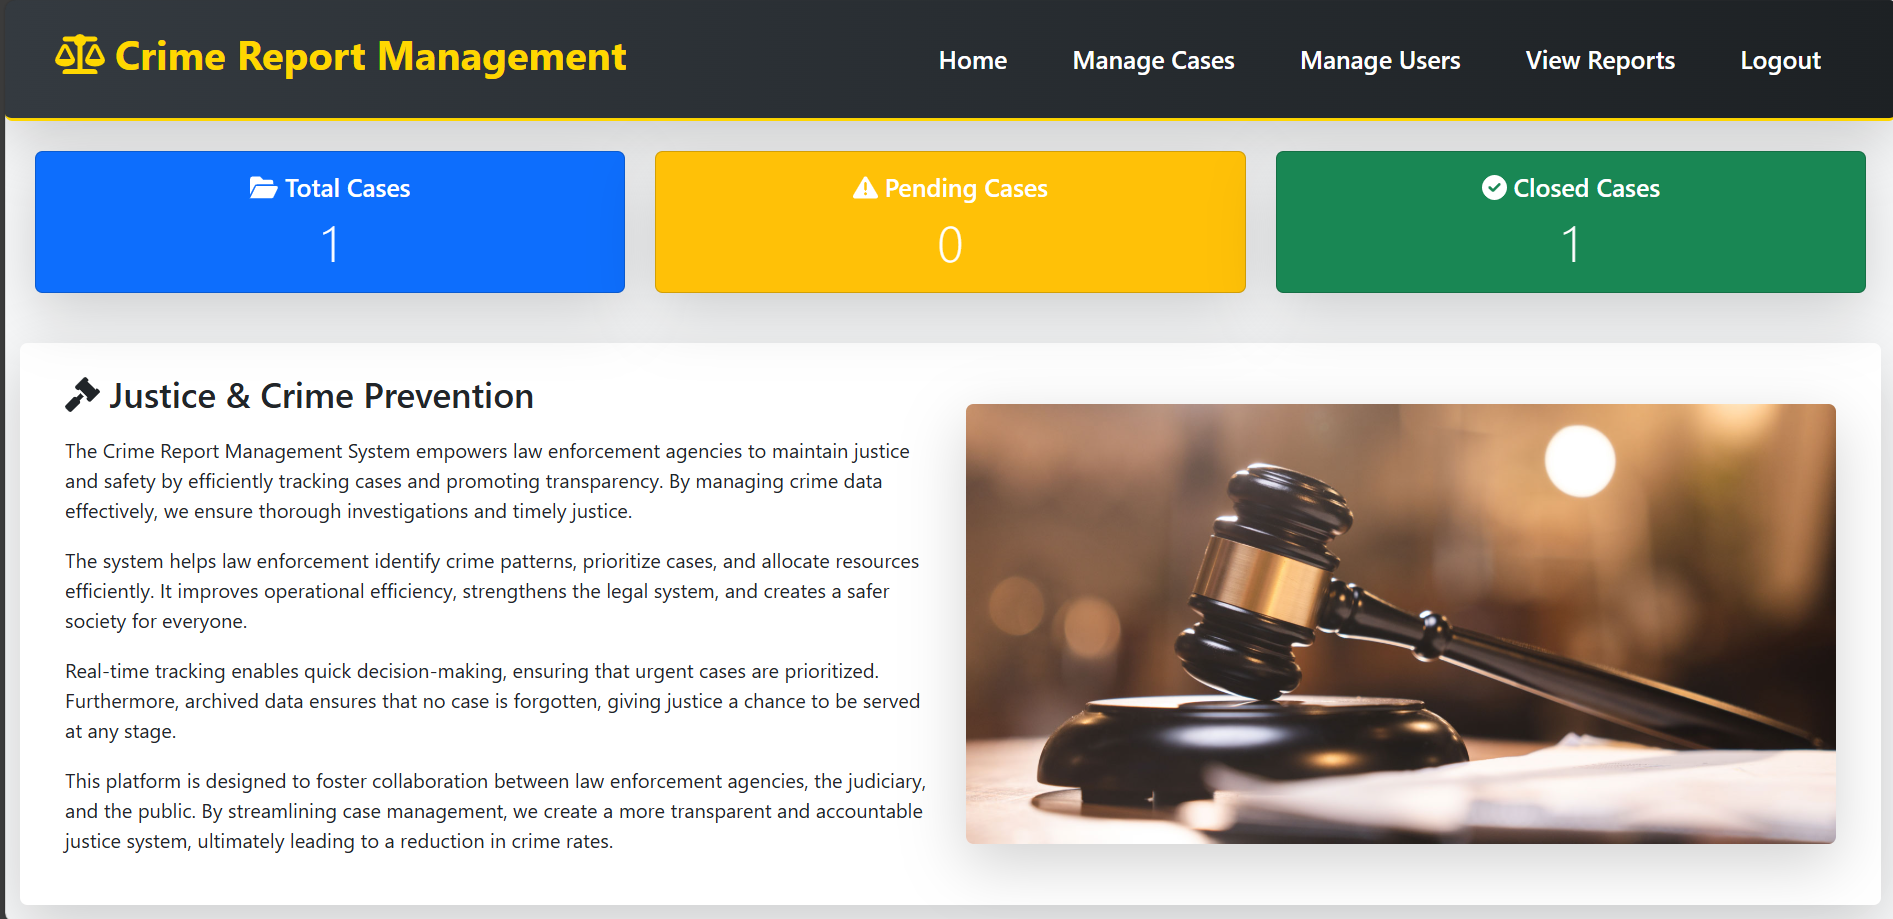 Crime Report Management
Home
Manage Cases
Manage Users
View Reports
Logout
Total Cases
1
Pending Cases
0
Closed Cases
1
Justice & Crime Prevention
The Crime Report Management System empowers law enforcement agencies to maintain justice
and safety by efficiently tracking cases and promoting transparency. By managing crime data
effectively, we ensure thorough investigations and timely justice.
The system helps law enforcement identify crime patterns, prioritize cases, and allocate resources
efficiently. It improves operational efficiency, strengthens the legal system, and creates a safer
society for everyone.
Real-time tracking enables quick decision-making, ensuring that urgent cases are prioritized.
Furthermore, archived data ensures that no case is forgotten, giving justice a chance to be served
at any stage.
This platform is designed to foster collaboration between law enforcement agencies, the judiciary,
and the public. By streamlining case management, we create a more transparent and accountable
justice system, ultimately leading to a reduction in crime rates.